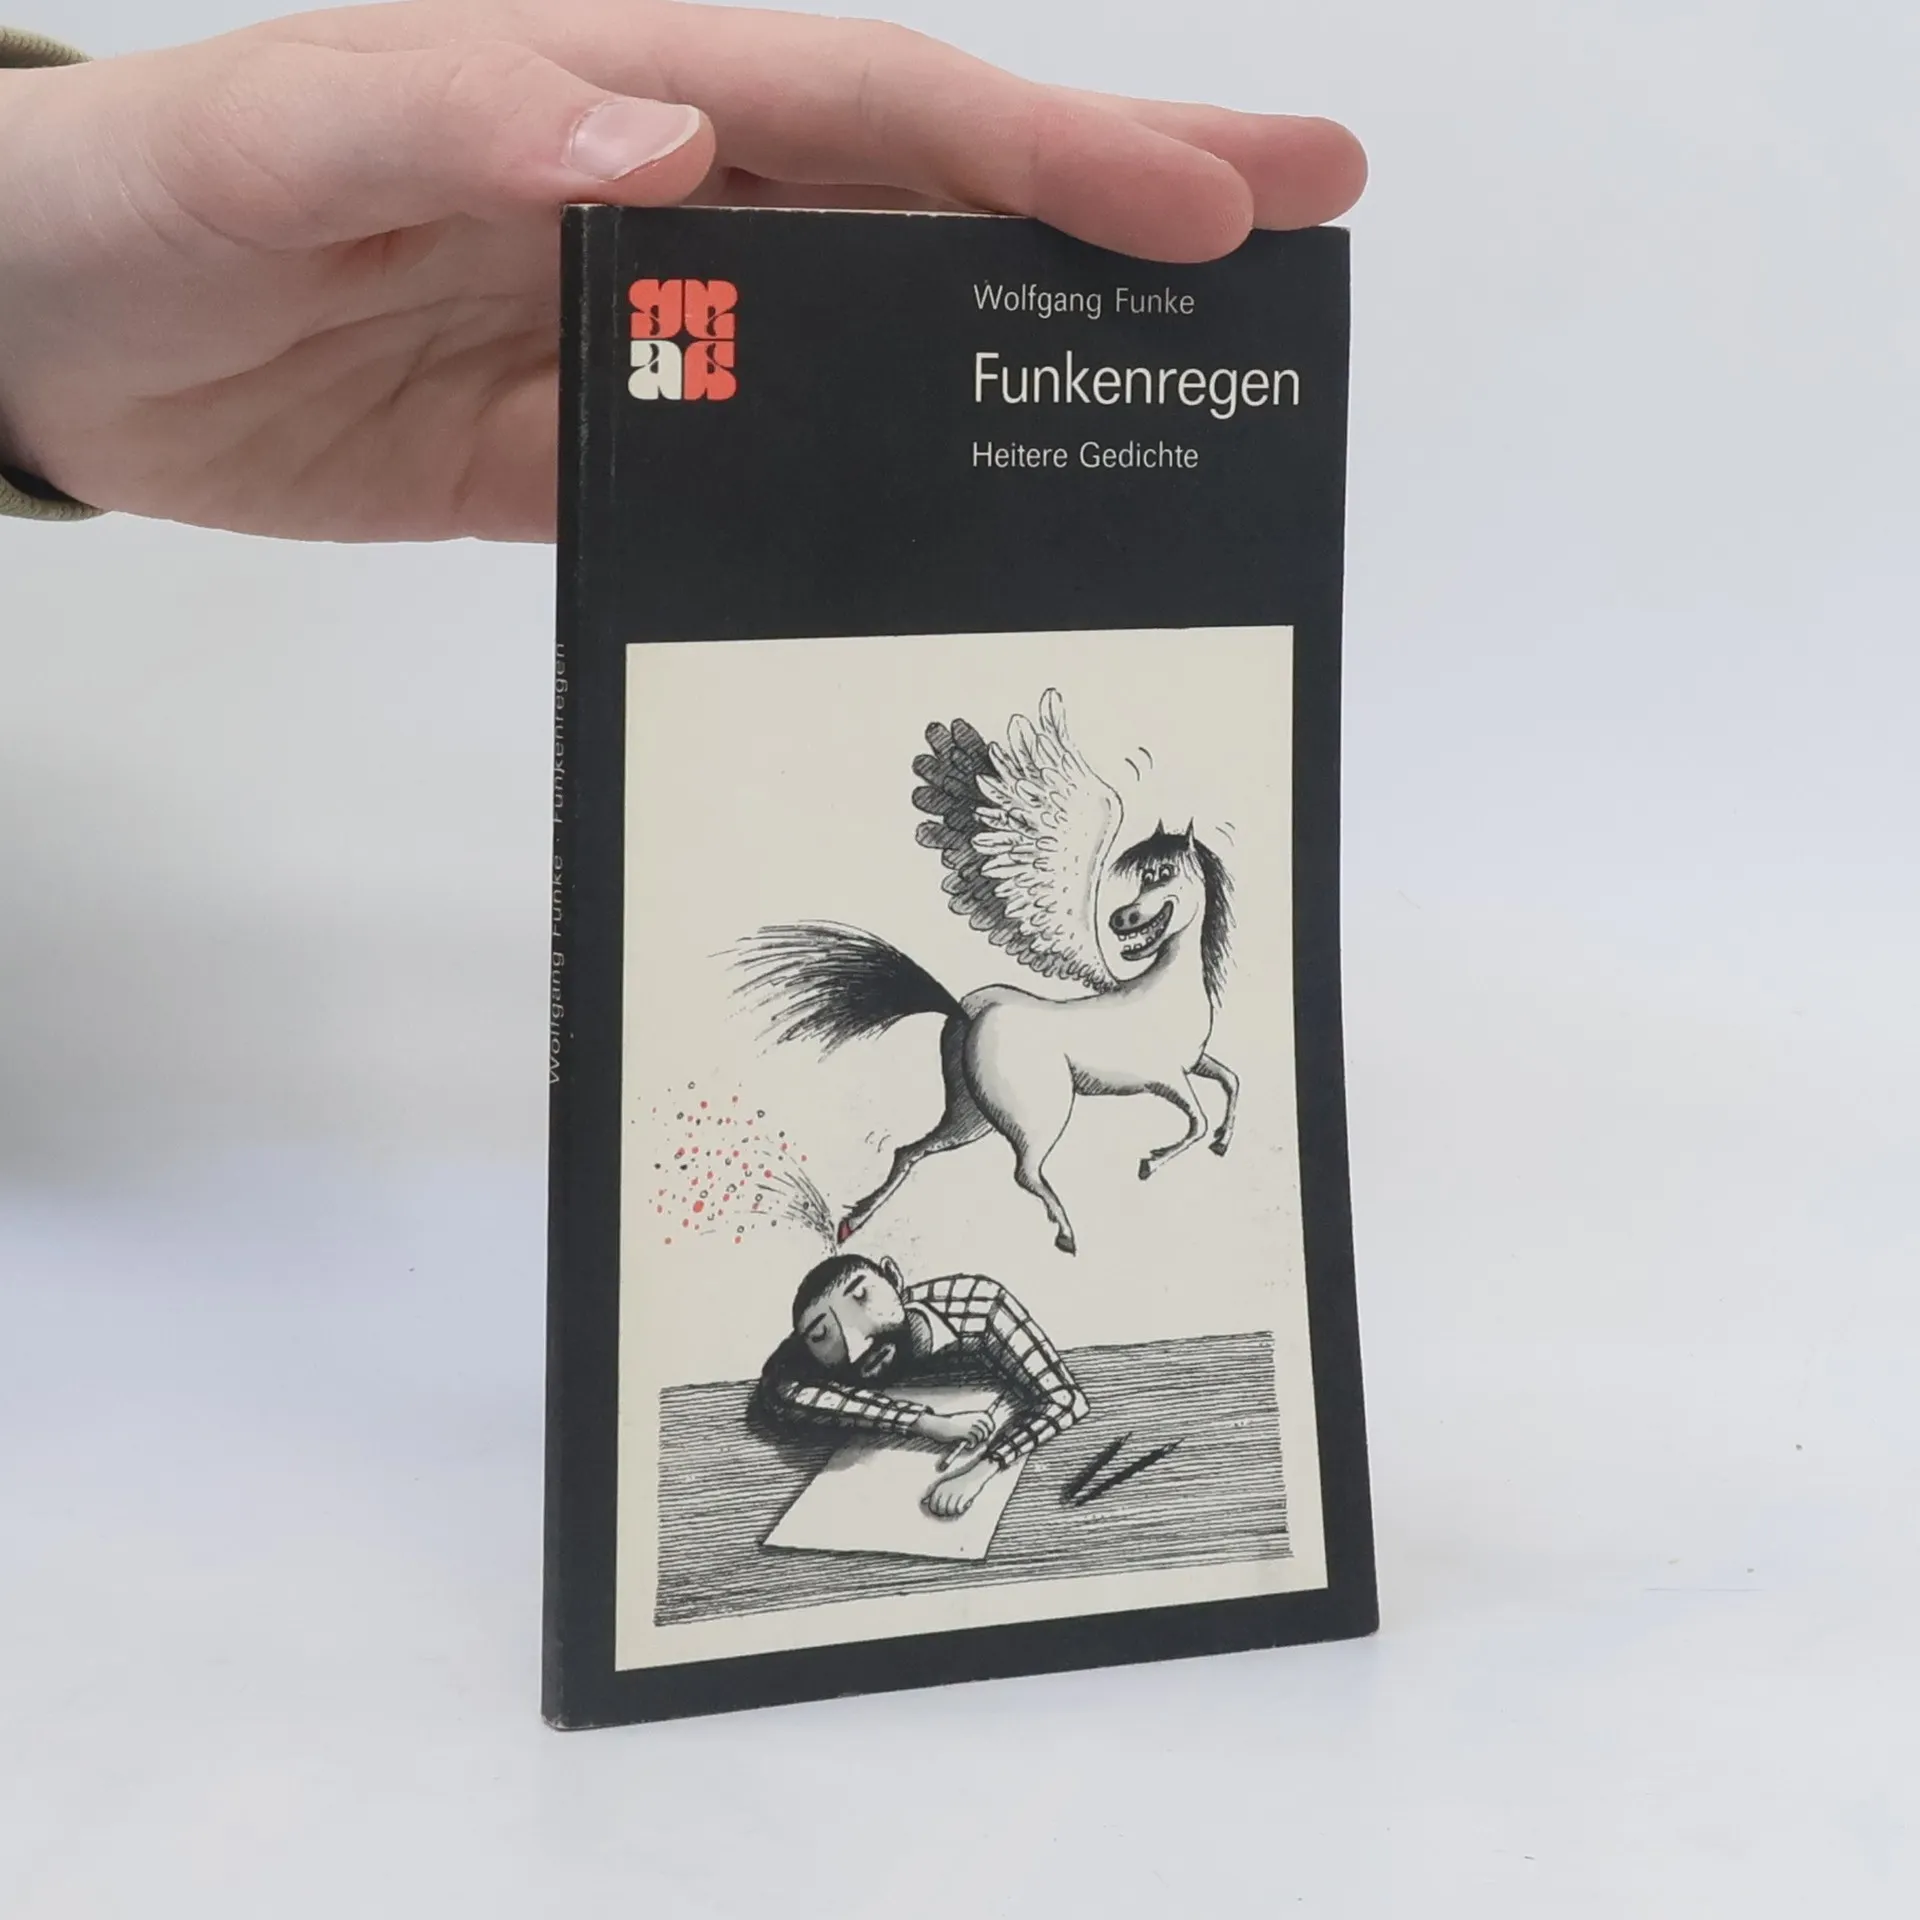 Wolfgang Funke
Funkenregen
Heitere Gedichte
Wolfgang Funke · Funkenregen